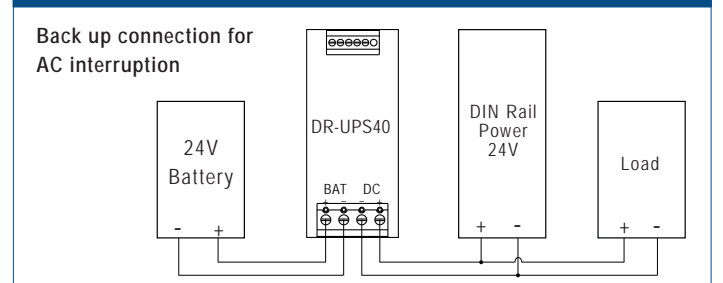 Back up connection for
AC interruption
24V
Battery
- +
DR-UPS40
BAT DC
+ - - +
DIN Rail
Power
24V
+ -
Load
+ -